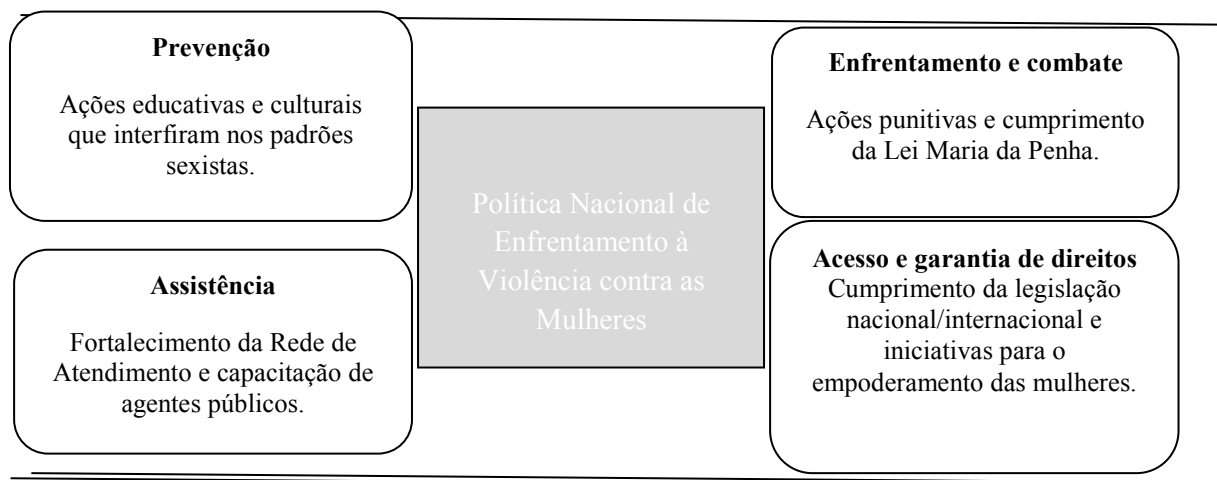 Prevenção
Ações educativas e culturais
que interfiram nos padrões
sexistas.
Assistência
Fortalecimento da Rede de
Atendimento e capacitação de
agentes públicos.
Política Nacional de
Enfrentamento à
Violência contra as
Mulheres
Enfrentamento e combate
Ações punitivas e cumprimento
da Lei Maria da Penha.
Acesso e garantia de direitos
Cumprimento da legislação
nacional/internacional e
iniciativas para o
empoderamento das mulheres.